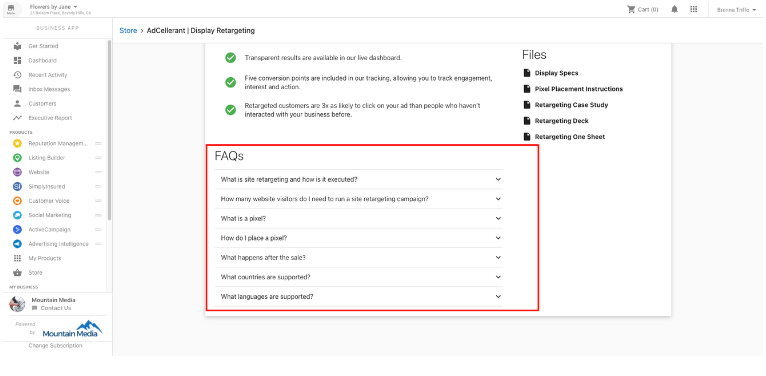 Flowers by Jane
Cart (0)
Brenna Triflo
BUSINESS APP
Store > AdCellerant | Display Retargeting
Get Started
Dashboard
Recent Activity
Inbox Messages
Customers
Executive Report
PRODUCTS
Reputation Managem...
Listing Builder
Website
SimplyInsured
Customer Voice
Social Marketing
ActiveCampaign
Advertising Intelligence
My Products
Store
MY BUSINESS
Mountain Media
Contact Us
Powered
by
Mountain Media
Change Subscription
Transparent results are available in our live dashboard.
Five conversion points are included in our tracking, allowing you to track engagement,
interest and action.
Retargeted customers are 3x as likely to click on your ad than people who haven't
interacted with your business before.
FAQs
What is site retargeting and how is it executed?
How many website visitors do I need to run a site retargeting campaign?
What is a pixel?
How do I place a pixel?
What happens after the sale?
What countries are supported?
What languages are supported?
Files
Display Specs
Pixel Placement Instructions
Retargeting Case Study
Retargeting Deck
Retargeting One Sheet